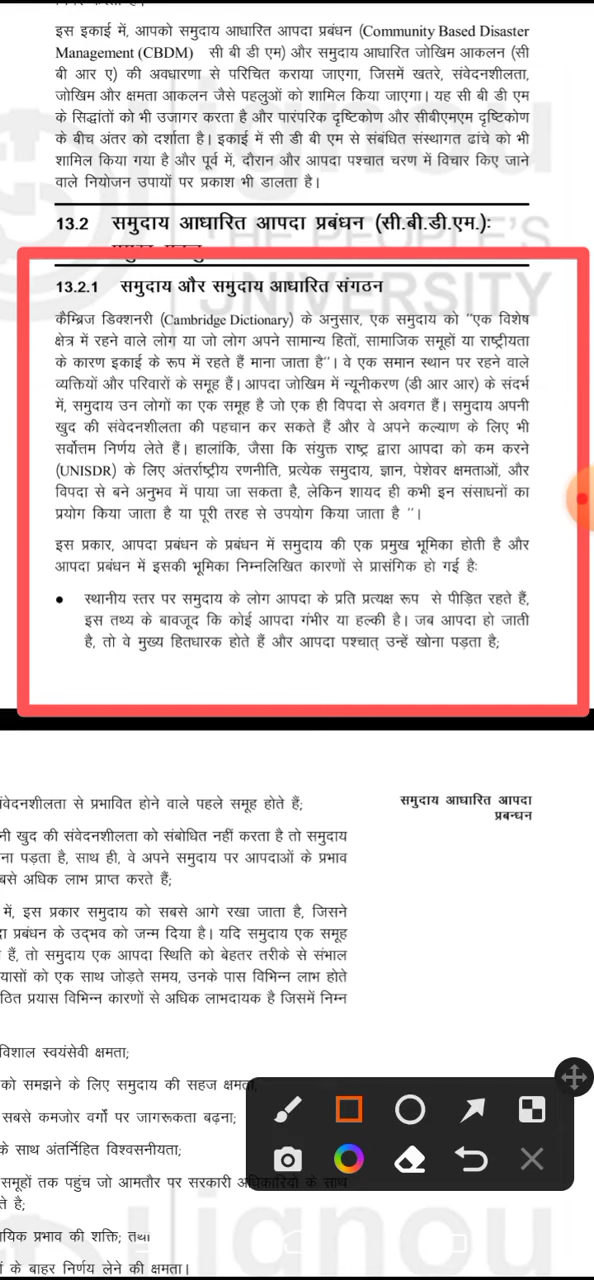 इस इकाई में, आपको समुदाय आधारित आपदा प्रबंधन (Community Based Disaster
Management (CBDM) सी बी डी एम) और समुदाय आधारित जोखिम आकलन (सी
बी आर ए) की अवधारणा से परिचित कराया जाएगा, जिसमें खतरे, संवेदनशीलता,
जोखिम और क्षमता आकलन जैसे पहलुओं को शामिल किया जाएगा। यह सी बी डी एम
के सिद्धांतों को भी उजागर करता है और पारंपरिक दृष्टिकोण और सीबीएमएम दृष्टिकोण
के बीच अंतर को दर्शाता है। इकाई में सी डी बी एम से संबंधित संस्थागत ढांचे को भी
शामिल किया गया है और पूर्व में, दौरान और आपदा पश्चात चरण में विचार किए जाने
वाले नियोजन उपायों पर प्रकाश भी डालता है।
13.2 समुदाय आधारित आपदा प्रबंधन (सी.बी.डी.एम.):
THE PEOPLE'S
UNIVERSITY
13.2.1 समुदाय और समुदाय आधारित संगठन
कैम्ब्रिज डिक्शनरी (Cambridge Dictionary) के अनुसार, एक समुदाय को "एक विशेष
क्षेत्र में रहने वाले लोग या जो लोग अपने सामान्य हितों, सामाजिक समूहों या राष्ट्रीयता
के कारण इकाई के रूप में रहते हैं माना जाता है"। वे एक समान स्थान पर रहने वाले
व्यक्तियों और परिवारों के समूह हैं। आपदा जोखिम में न्यूनीकरण (डी आर आर) के संदर्भ
में, समुदाय उन लोगों का एक समूह है जो एक ही विपदा से अवगत हैं। समुदाय अपनी
खुद की संवेदनशीलता की पहचान कर सकते हैं और वे अपने कल्याण के लिए भी
सर्वोत्तम निर्णय लेते हैं। हालांकि, जैसा कि संयुक्त राष्ट्र द्वारा आपदा को कम करने
(UNISDR) के लिए अंतर्राष्ट्रीय रणनीति, प्रत्येक समुदाय, ज्ञान, पेशेवर क्षमताओं, और
विपदा से बने अनुभव में पाया जा सकता है, लेकिन शायद ही कभी इन संसाधनों का
प्रयोग किया जाता है या पूरी तरह से उपयोग किया जाता है "।
इस प्रकार, आपदा प्रबंधन के प्रबंधन में समुदाय की एक प्रमुख भूमिका होती है और
आपदा प्रबंधन में इसकी भूमिका निम्नलिखित कारणों से प्रासंगिक हो गई है:
• स्थानीय स्तर पर समुदाय के लोग आपदा के प्रति प्रत्यक्ष रूप से पीड़ित रहते हैं,
इस तथ्य के बावजूद कि कोई आपदा गंभीर या हल्की है। जब आपदा हो जाती
है, तो वे मुख्य हितधारक होते हैं और आपदा पश्चात् उन्हें खोना पड़ता है;
समुदाय आधारित आपदा
प्रबन्धन
संवेदनशीलता से प्रभावित होने वाले पहले समूह होते हैं;
नी खुद की संवेदनशीलता को संबोधित नहीं करता है तो समुदाय
ना पड़ता है, साथ ही, वे अपने समुदाय पर आपदाओं के प्रभाव
बसे अधिक लाभ प्राप्त करते हैं;
में, इस प्रकार समुदाय को सबसे आगे रखा जाता है, जिसने
प्रबंधन के उद्भव को जन्म दिया है। यदि समुदाय एक समूह
हैं, तो समुदाय एक आपदा स्थिति को बेहतर तरीके से संभाल
यासों को एक साथ जोड़ते समय, उनके पास विभिन्न लाभ होते
ठित प्रयास विभिन्न कारणों से अधिक लाभदायक है जिसमें निम्न
विशाल स्वयंसेवी क्षमता;
को समझने के लिए समुदाय की सहज क्षमता
सबसे कमजोर वर्गों पर जागरूकता बढ़ना;
के साथ अंतर्निहित विश्वसनीयता;
समूहों तक पहुंच जो आमतौर पर सरकारी अधिकारियों के साथ
ते है;
ायिक प्रभाव की शक्ति; तथा
ों के बाहर निर्णय लेने की क्षमता।
ignou